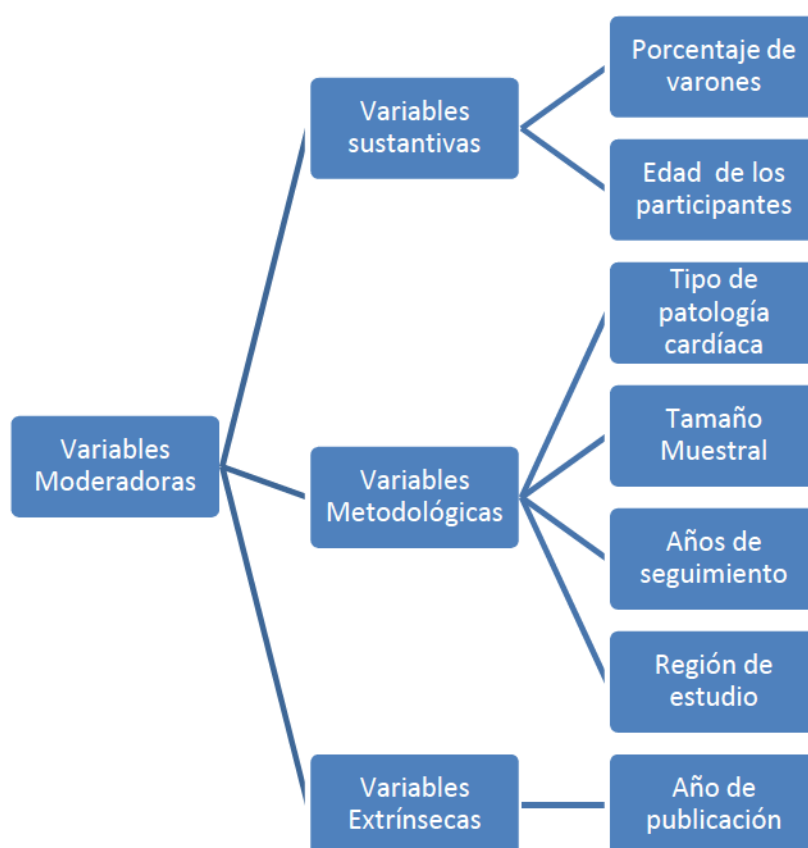 Variables
Moderadoras
Variables
sustantivas
Porcentaje de
varones
Edad de los
participantes
Variables
Metodológicas
Tipo de
patología
cardíaca
Tamaño
Muestral
Años de
seguimiento
Región de
estudio
Variables
Extrínsecas
Año de
publicación